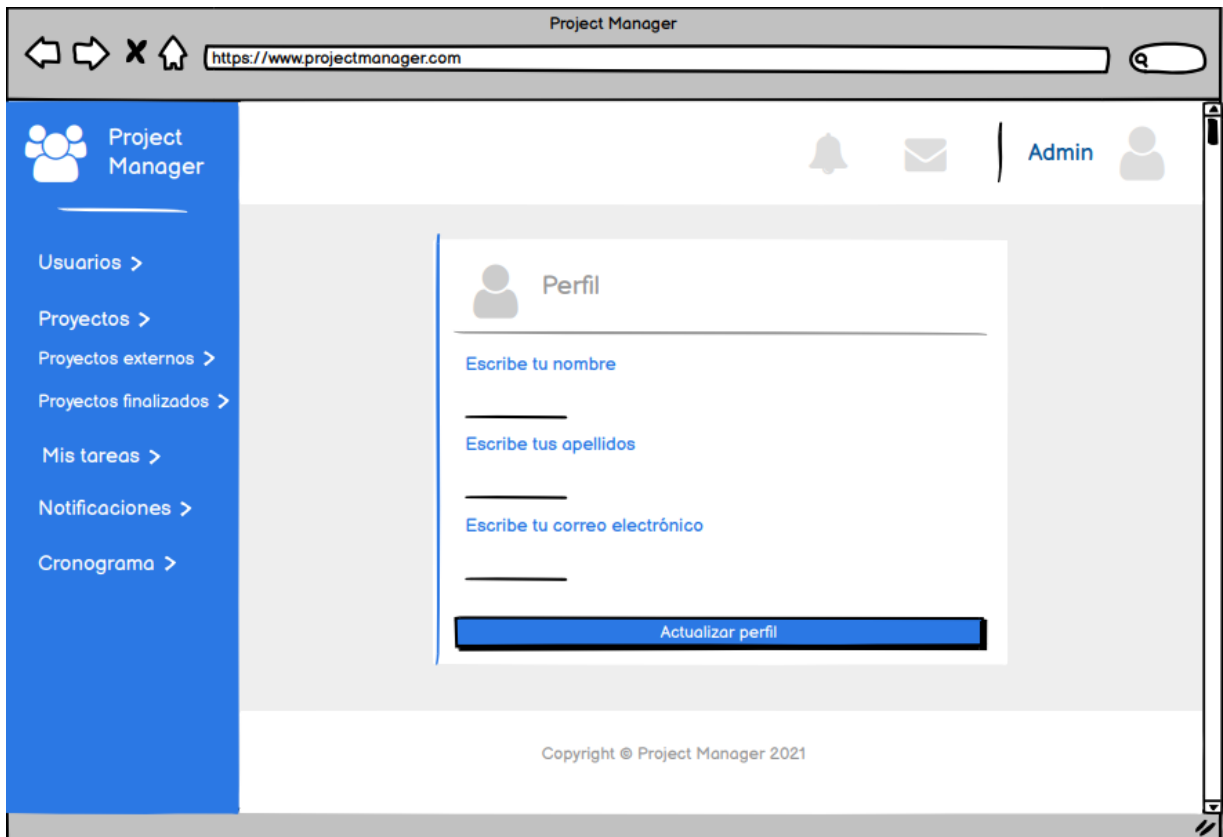 Project Manager
https://www.projectmanager.com
Project
Manager
Admin
Usuarios >
Proyectos >
Proyectos externos >
Proyectos finalizados >
Mis tareas >
Notificaciones >
Cronograma >
Perfil
Escribe tu nombre
Escribe tus apellidos
Escribe tu correo electrónico
Actualizar perfil
Copyright © Project Manager 2021